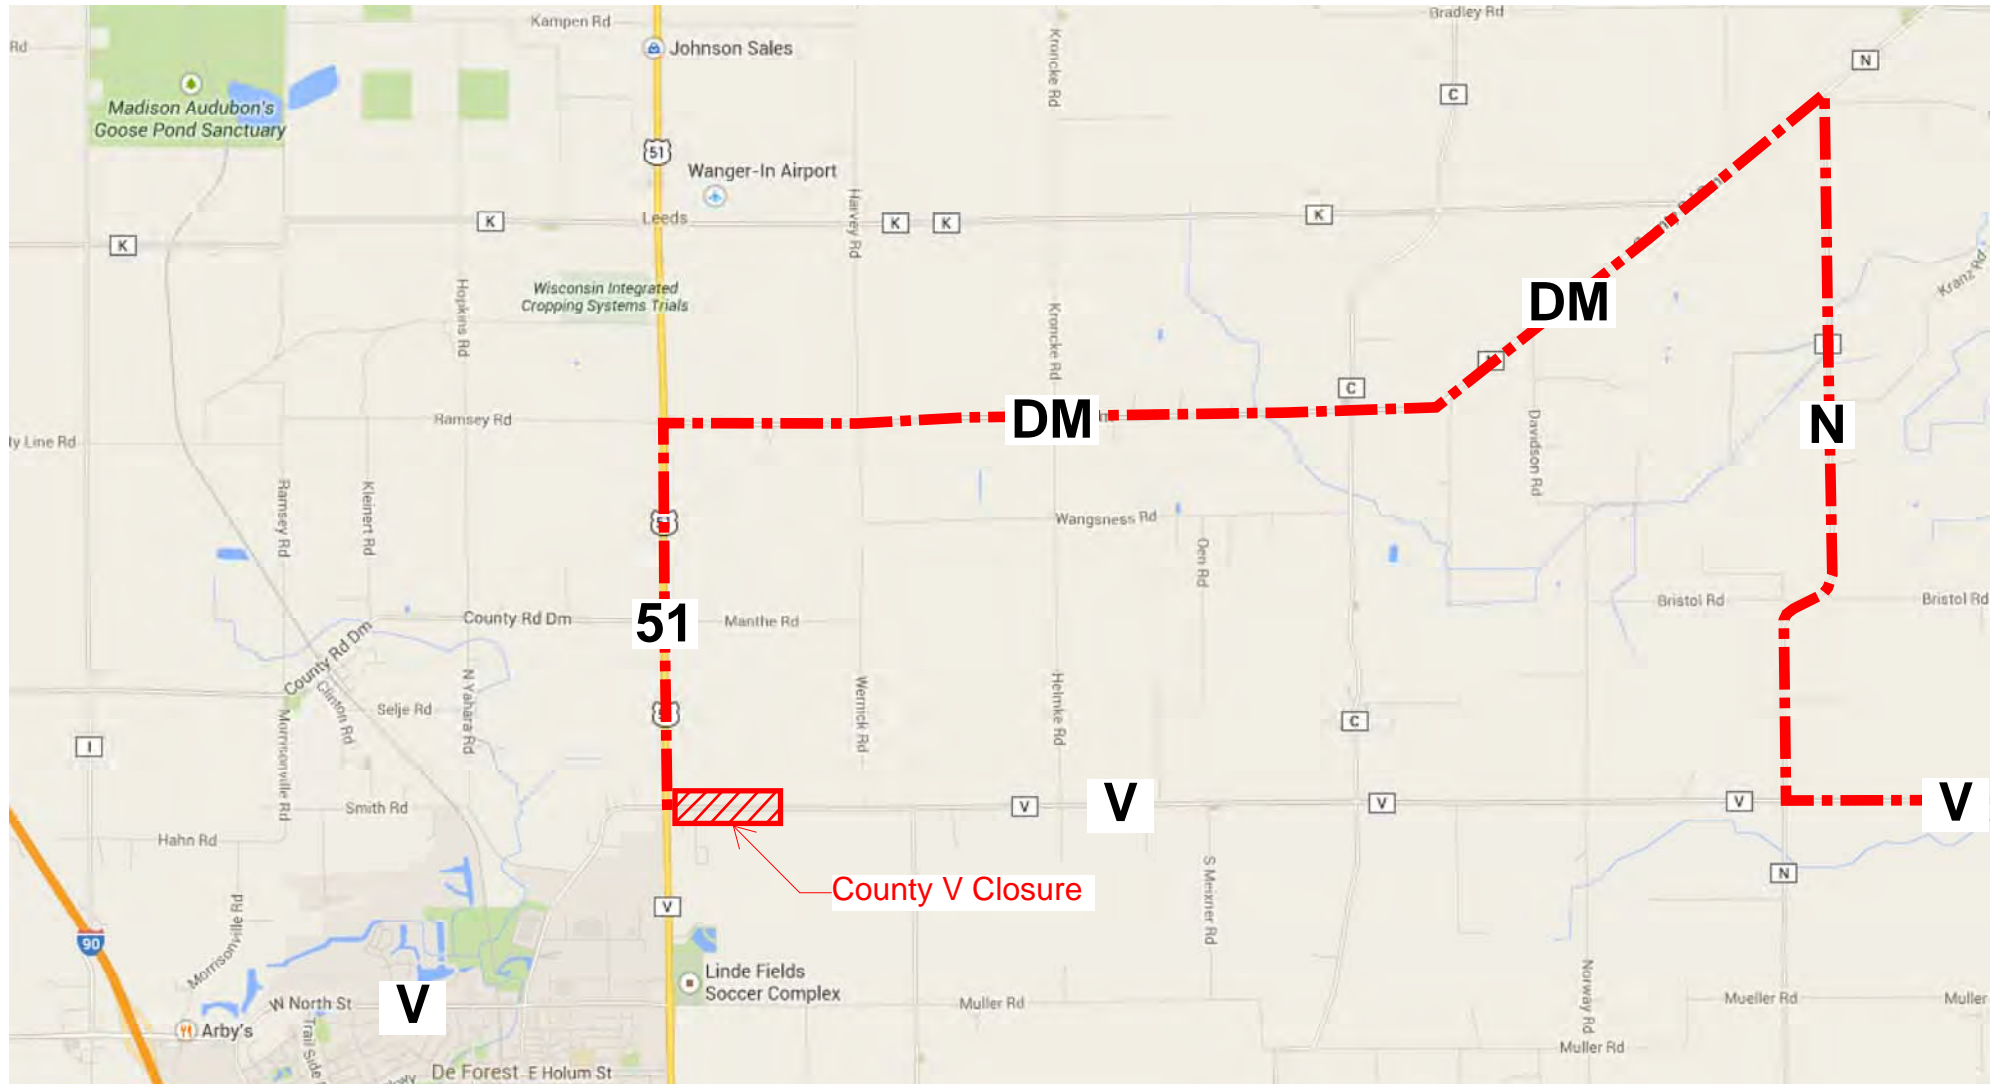 Kampen Rd
Bradley Rd
Rd
Johnson Sales
Kroncke Rd
N
C
Madison Audubon's
Goose Pond Sanctuary
51
Wanger-In Airport
Leeds
Harvey Rd
K
K
K
K
K
Kranz Rd
Wisconsin Integrated
Cropping Systems Trials
Hopkins Rd
Kroncke Rd
DM
C
Ramsey Rd
DM
N
ty Line Rd
Davidson Rd
Ramsey Rd
Kleinert Rd
51
Wangsness Rd
Oen Rd
Bristol Rd
Bristol Rd
County Rd Dm
51
Manthe Rd
County Rd Dm
Clinton Rd
Selje Rd
N Yahara Rd
Wernick Rd
Helmke Rd
C
I
Morrisonville Rd
Smith Rd
V
V
V
V
V
Hahn Rd
County V Closure
S Meixner Rd
N
Morrisonville Rd
V
90
Linde Fields
Soccer Complex
W North St
V
Muller Rd
Norway Rd
Mueller Rd
Muller
Arby's
Trail Side
Muller Rd
De Forest
E Holum St